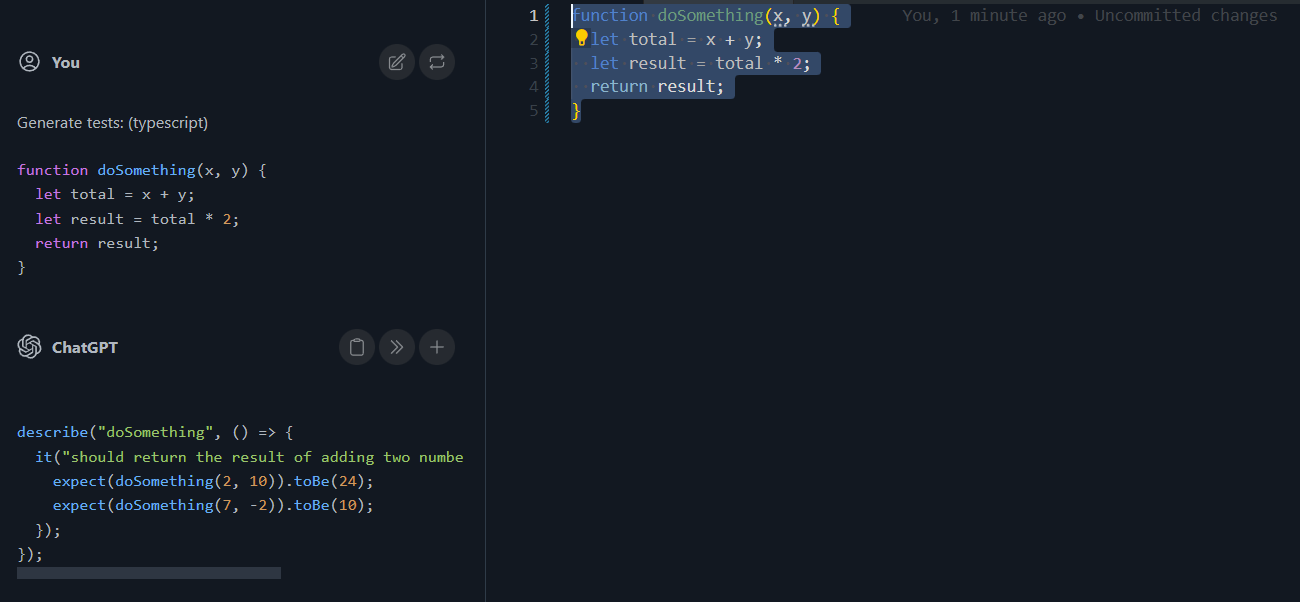 You
Generate tests: (typescript)
function doSomething(x, y) {
  let total = x + y;
  let result = total * 2;
  return result;
}
ChatGPT
describe("doSomething", () => {
  it("should return the result of adding two numbe
    expect(doSomething(2, 10)).toBe(24);
    expect(doSomething(7, -2)).toBe(10);
  });
});
1 function doSomething(x, y) { You, 1 minute ago • Uncommitted changes
2 let total = x + y;
3 let result = total * 2;
4 return result;
5 }